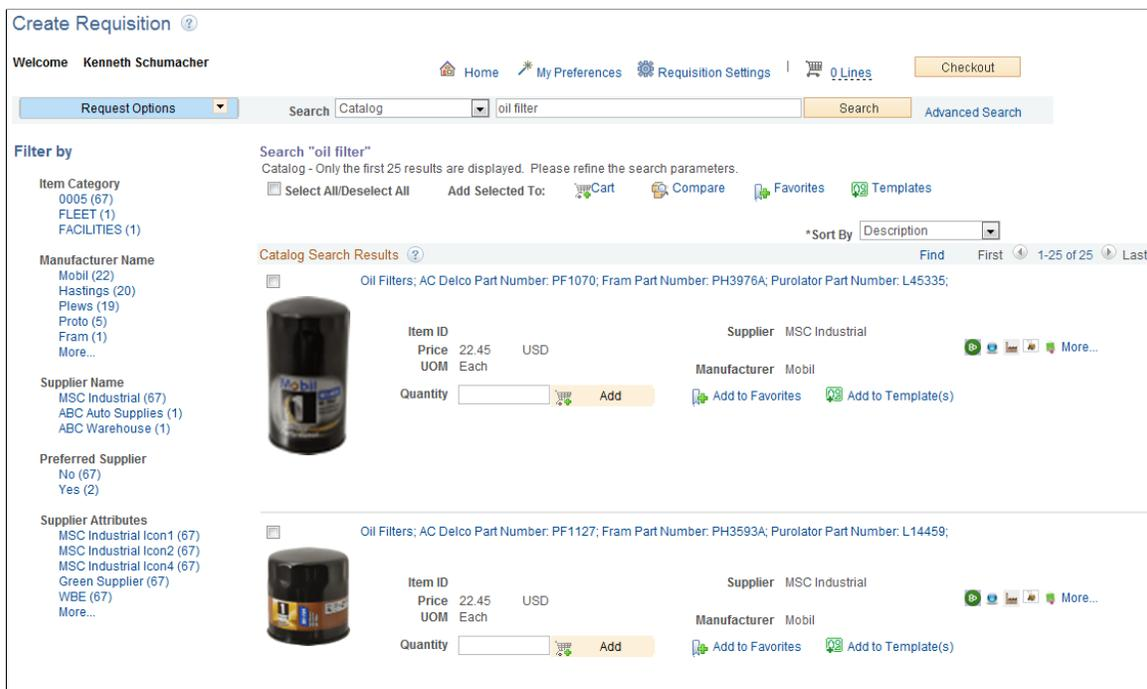 Create Requisition
Welcome Kenneth Schumacher
Home My Preferences Requisition Settings | 0 Lines Checkout
Request Options Search Catalog oil filter Search Advanced Search
Filter by
Item Category
0005 (67)
FLEET (1)
FACILITIES (1)
Manufacturer Name
Mobil (22)
Hastings (20)
Plews (19)
Proto (5)
Fram (1)
More...
Supplier Name
MSC Industrial (67)
ABC Auto Supplies (1)
ABC Warehouse (1)
Preferred Supplier
No (67)
Yes (2)
Supplier Attributes
MSC Industrial Icon1 (67)
MSC Industrial Icon2 (67)
MSC Industrial Icon4 (67)
Green Supplier (67)
WBE (67)
More...
Search "oil filter"
Catalog - Only the first 25 results are displayed. Please refine the search parameters.
Select All/Deselect All Add Selected To: Cart Compare Favorites Templates
*Sort By Description
Catalog Search Results Find First 1-25 of 25 Last
Oil Filters; AC Delco Part Number: PF1070; Fram Part Number: PH3976A; Purolator Part Number: L45335;
Mobil
1
Item ID Supplier MSC Industrial
Price 22.45 USD More...
UOM Each Manufacturer Mobil
Quantity Add Add to Favorites Add to Template(s)
Oil Filters; AC Delco Part Number: PF1127; Fram Part Number: PH3593A; Purolator Part Number: L14459;
1
Item ID Supplier MSC Industrial
Price 22.45 USD More...
UOM Each Manufacturer Mobil
Quantity Add Add to Favorites Add to Template(s)